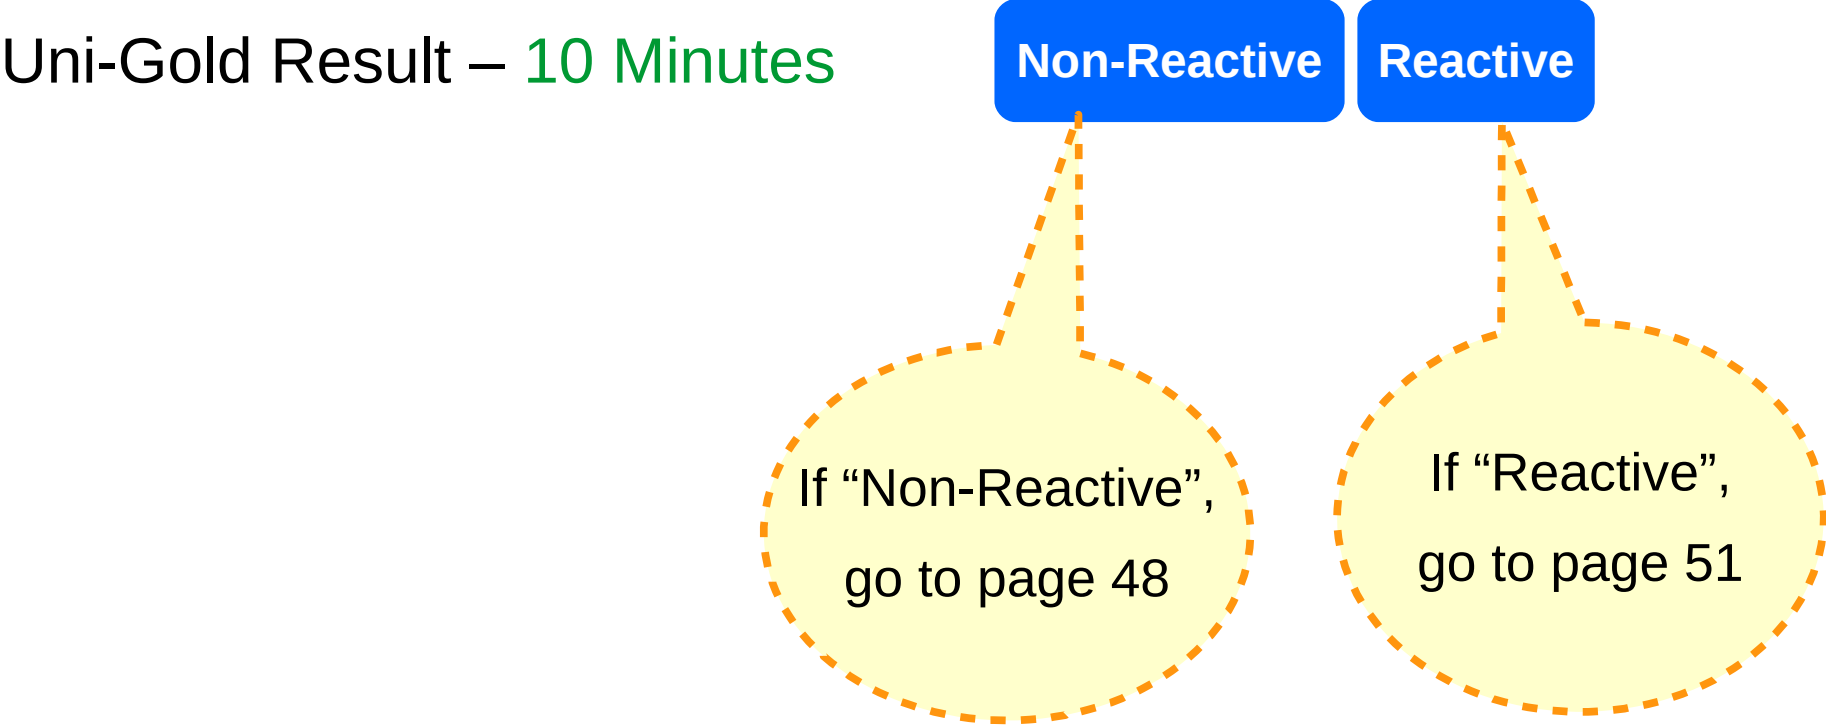 Uni-Gold Result – 10 Minutes
Non-Reactive
Reactive
If “Non-Reactive”,
go to page 48
If “Reactive”,
go to page 51